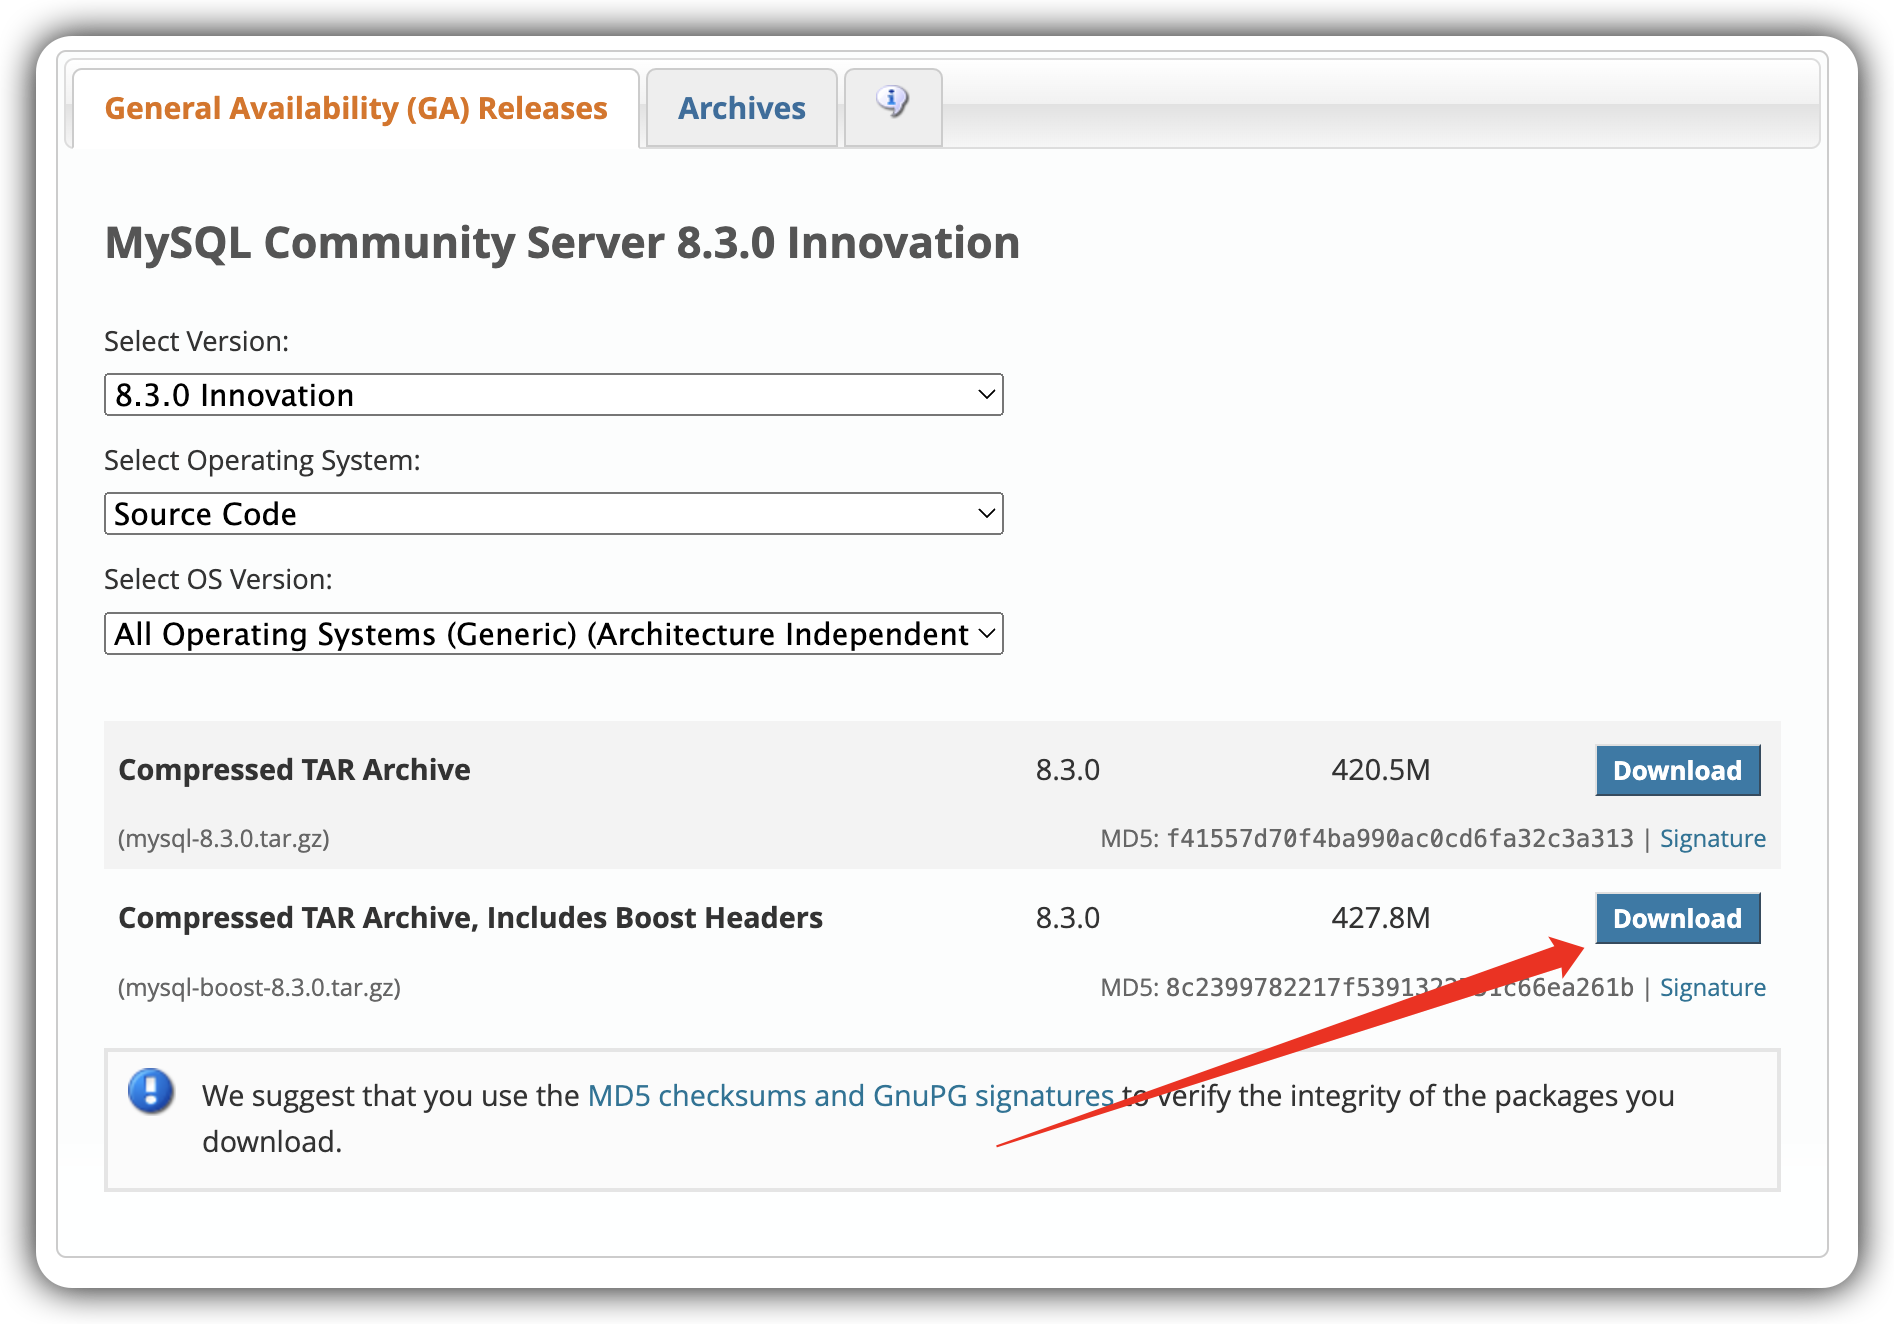 General Availability (GA) Releases
Archives
MySQL Community Server 8.3.0 Innovation
Select Version:
8.3.0 Innovation
Select Operating System:
Source Code
Select OS Version:
All Operating Systems (Generic) (Architecture Independent
Compressed TAR Archive 8.3.0 420.5M Download
(mysql-8.3.0.tar.gz) MD5: f41557d70f4ba990ac0cd6fa32c3a313 | Signature
Compressed TAR Archive, Includes Boost Headers 8.3.0 427.8M Download
(mysql-boost-8.3.0.tar.gz) MD5: | Signature
We suggest that you use the MD5 checksums and GnuPG signatures to verify the integrity of the packages you
download.